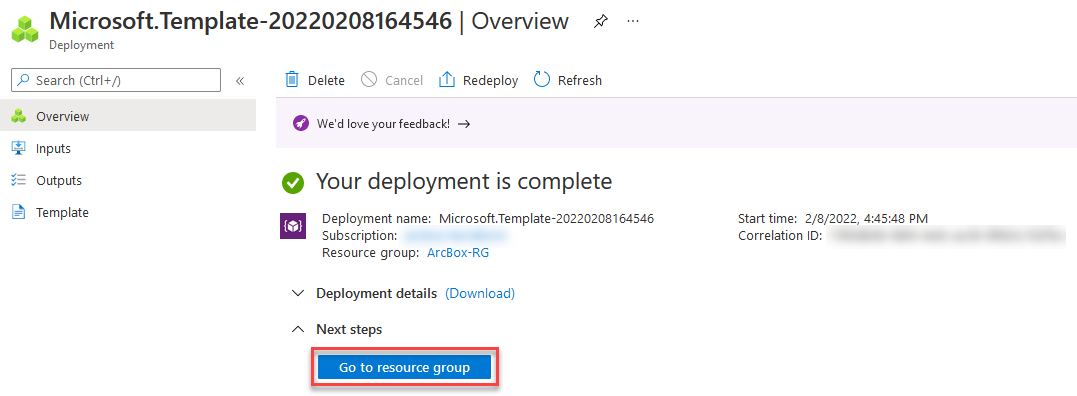 Microsoft.Template-20220208164546 | Overview ...
Deployment
Search (Ctrl+/) «
Delete Cancel Redeploy Refresh
Overview
Inputs
Outputs
Template
We'd love your feedback! →
Your deployment is complete
Deployment name: Microsoft.Template-20220208164546
Subscription:
Resource group: ArcBox-RG
Start time: 2/8/2022, 4:45:48 PM
Correlation ID:
Deployment details (Download)
Next steps
Go to resource group